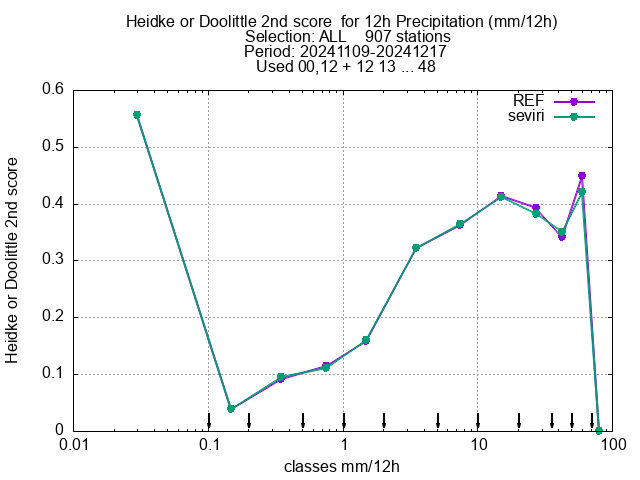 Heidke or Doolittle 2nd score  for 12h Precipitation (mm/12h)
Selection: ALL    907 stations
Period: 20241109-20241217
Used 00,12 + 12 13 ... 48
REF
seviri
0.6
0.5
0.4
0.3
0.2
0.1
0
Heidke or Doolittle 2nd score
0.01 0.1 1 10 100
classes mm/12h